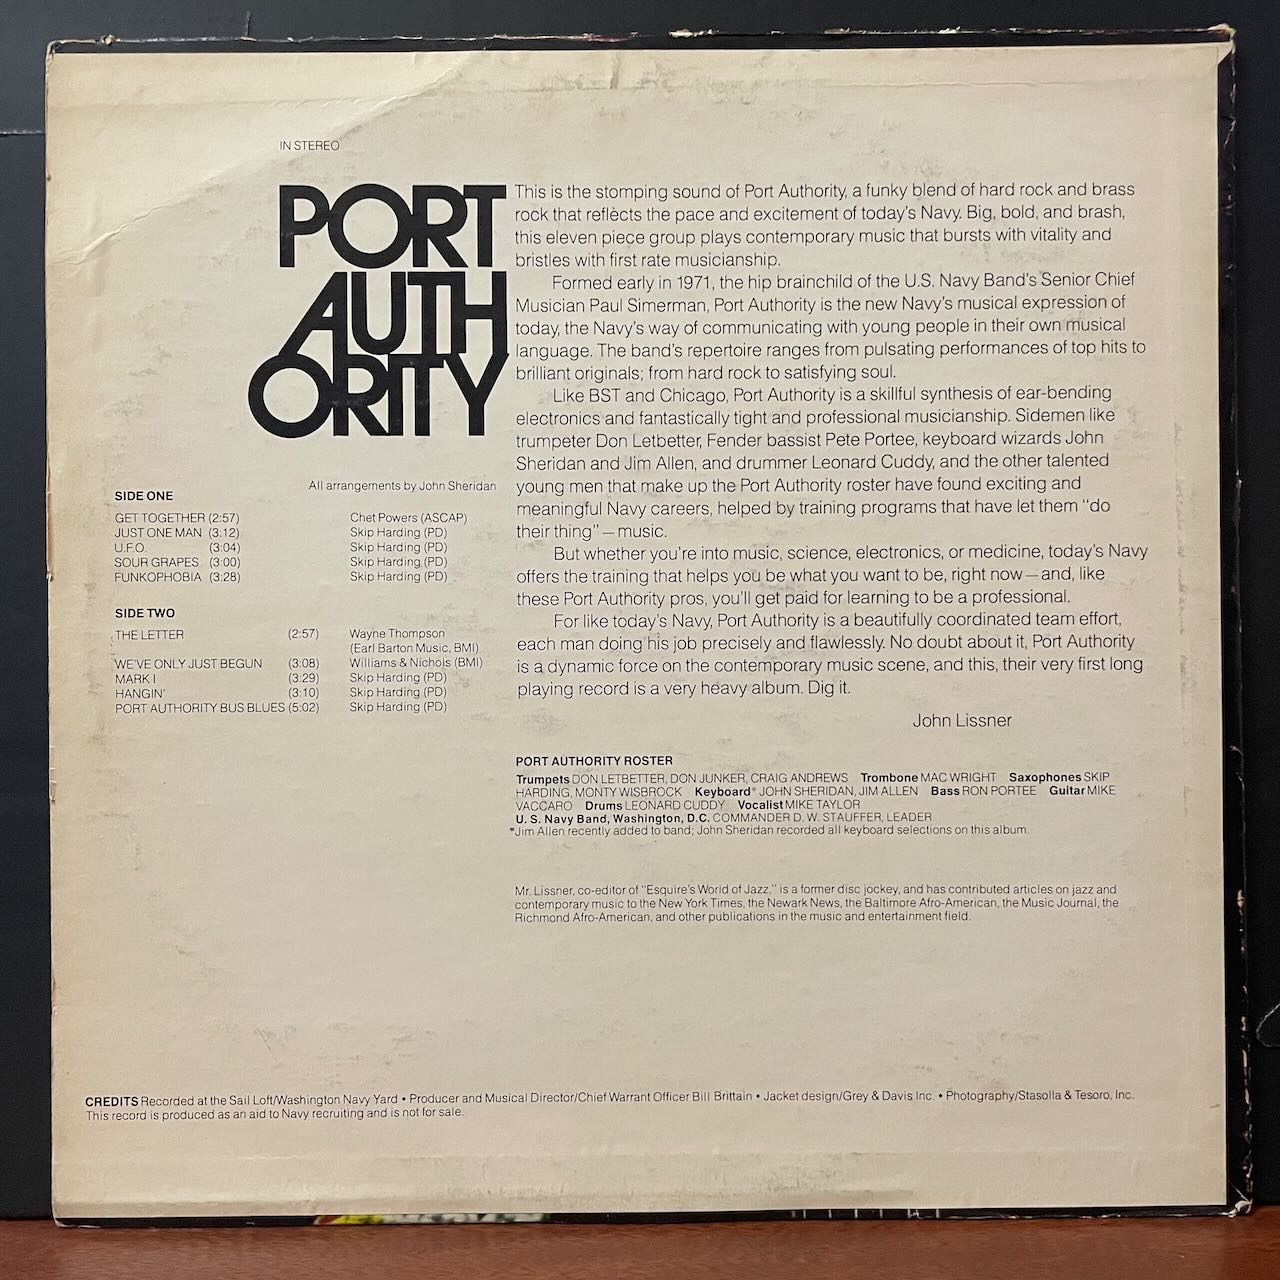 IN STEREO
PORT
AUTH
ORITY
This is the stomping sound of Port Authority, a funky blend of hard rock and brass
rock that reflects the pace and excitement of today's Navy. Big, bold, and brash,
this eleven piece group plays contemporary music that bursts with vitality and
bristles with first rate musicianship.
Formed early in 1971, the hip brainchild of the U.S. Navy Band's Senior Chief
Musician Paul Simerman, Port Authority is the new Navy's musical expression of
today, the Navy's way of communicating with young people in their own musical
language. The band's repertoire ranges from pulsating performances of top hits to
brilliant originals; from hard rock to satisfying soul.
Like BST and Chicago, Port Authority is a skillful synthesis of ear-bending
electronics and fantastically tight and professional musicianship. Sidemen like
trumpeter Don Letbetter, Fender bassist Pete Portee, keyboard wizards John
Sheridan and Jim Allen, and drummer Leonard Cuddy, and the other talented
young men that make up the Port Authority roster have found exciting and
meaningful Navy careers, helped by training programs that have let them "do
their thing" — music.
But whether you're into music, science, electronics, or medicine, today's Navy
offers the training that helps you be what you want to be, right now — and, like
these Port Authority pros, you'll get paid for learning to be a professional.
For like today's Navy, Port Authority is a beautifully coordinated team effort,
each man doing his job precisely and flawlessly. No doubt about it, Port Authority
is a dynamic force on the contemporary music scene, and this, their very first long
playing record is a very heavy album. Dig it.
John Lissner
All arrangements by John Sheridan
SIDE ONE
GET TOGETHER (2:57) Chet Powers (ASCAP)
JUST ONE MAN (3:12) Skip Harding (PD)
U.F.O. (3:04) Skip Harding (PD)
SOUR GRAPES (3:00) Skip Harding (PD)
FUNKOPHOBIA (3:28) Skip Harding (PD)
SIDE TWO
THE LETTER (2:57) Wayne Thompson
(Earl Barton Music, BMI)
WE'VE ONLY JUST BEGUN (3:08) Williams & Nichols (BMI)
MARK I (3:29) Skip Harding (PD)
HANGIN' (3:10) Skip Harding (PD)
PORT AUTHORITY BUS BLUES (5:02) Skip Harding (PD)
PORT AUTHORITY ROSTER
Trumpets DON LETBETTER, DON JUNKER, CRAIG ANDREWS Trombone MAC WRIGHT Saxophones SKIP
HARDING, MONTY WISBROCK Keyboard* JOHN SHERIDAN, JIM ALLEN Bass RON PORTEE Guitar MIKE
VACCARO Drums LEONARD CUDDY Vocalist MIKE TAYLOR
U. S. Navy Band, Washington, D.C. COMMANDER D. W. STAUFFER, LEADER
*Jim Allen recently added to band; John Sheridan recorded all keyboard selections on this album.
Mr. Lissner, co-editor of "Esquire's World of Jazz," is a former disc jockey, and has contributed articles on jazz and
contemporary music to the New York Times, the Newark News, the Baltimore Afro-American, the Music Journal, the
Richmond Afro-American, and other publications in the music and entertainment field.
CREDITS Recorded at the Sail Loft/Washington Navy Yard • Producer and Musical Director/Chief Warrant Officer Bill Brittain • Jacket design/Grey & Davis Inc. • Photography/Stasolla & Tesoro, Inc.
This record is produced as an aid to Navy recruiting and is not for sale.